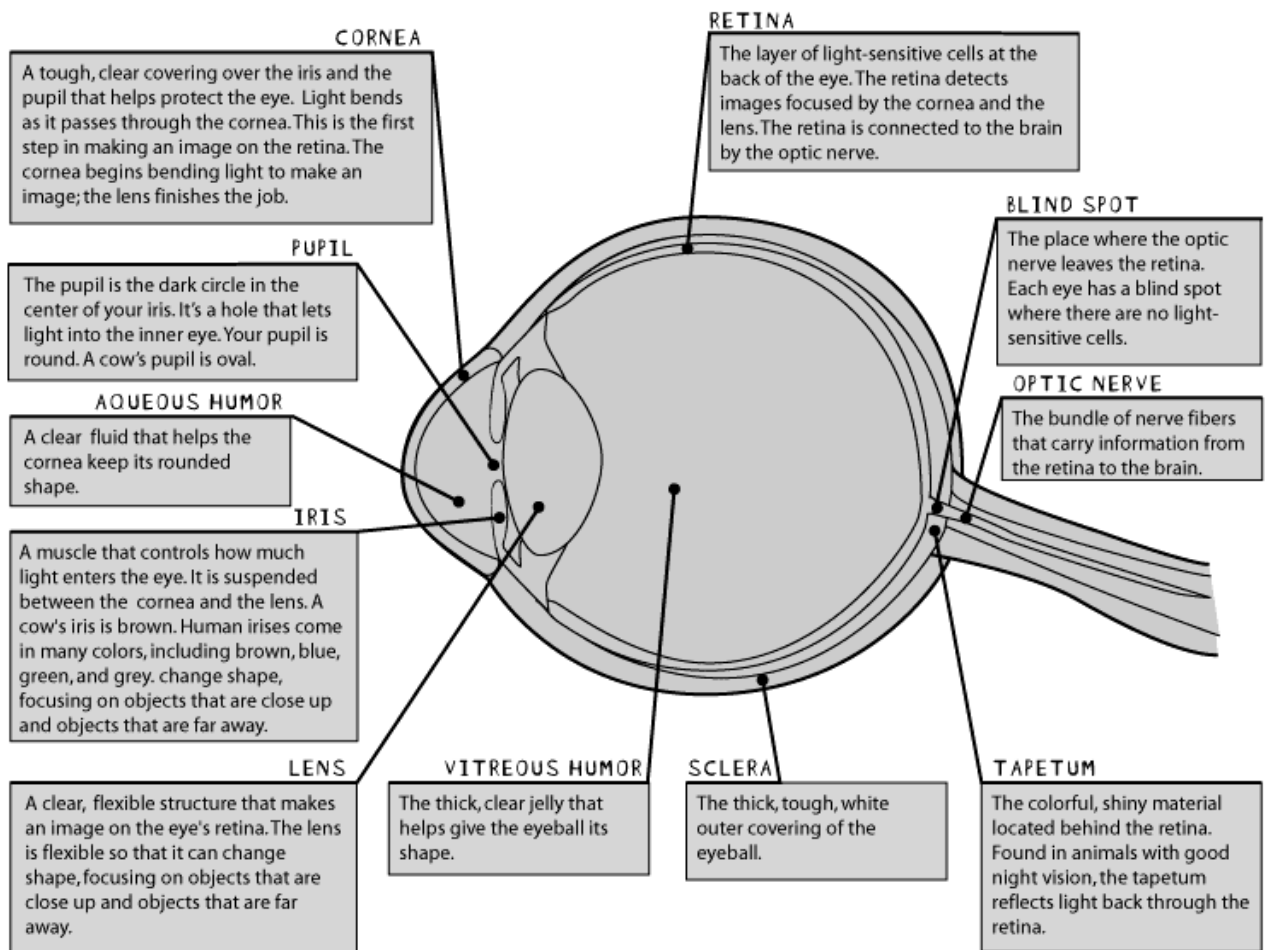 CORNEA
A tough, clear covering over the iris and the
pupil that helps protect the eye. Light bends
as it passes through the cornea. This is the first
step in making an image on the retina. The
cornea begins bending light to make an
image; the lens finishes the job.
RETINA
The layer of light-sensitive cells at the
back of the eye. The retina detects
images focused by the cornea and the
lens. The retina is connected to the brain
by the optic nerve.
BLIND SPOT
The place where the optic
nerve leaves the retina.
Each eye has a blind spot
where there are no light-
sensitive cells.
PUPIL
The pupil is the dark circle in the
center of your iris. It's a hole that lets
light into the inner eye. Your pupil is
round. A cow's pupil is oval.
OPTIC NERVE
The bundle of nerve fibers
that carry information from
the retina to the brain.
AQUEOUS HUMOR
A clear fluid that helps the
cornea keep its rounded
shape.
IRIS
A muscle that controls how much
light enters the eye. It is suspended
between the cornea and the lens. A
cow's iris is brown. Human irises come
in many colors, including brown, blue,
green, and grey. change shape,
focusing on objects that are close up
and objects that are far away.
LENS
A clear, flexible structure that makes
an image on the eye's retina. The lens
is flexible so that it can change
shape, focusing on objects that are
close up and objects that are far
away.
VITREOUS HUMOR
The thick, clear jelly that
helps give the eyeball its
shape.
SCLERA
The thick, tough, white
outer covering of the
eyeball.
TAPETUM
The colorful, shiny material
located behind the retina.
Found in animals with good
night vision, the tapetum
reflects light back through the
retina.